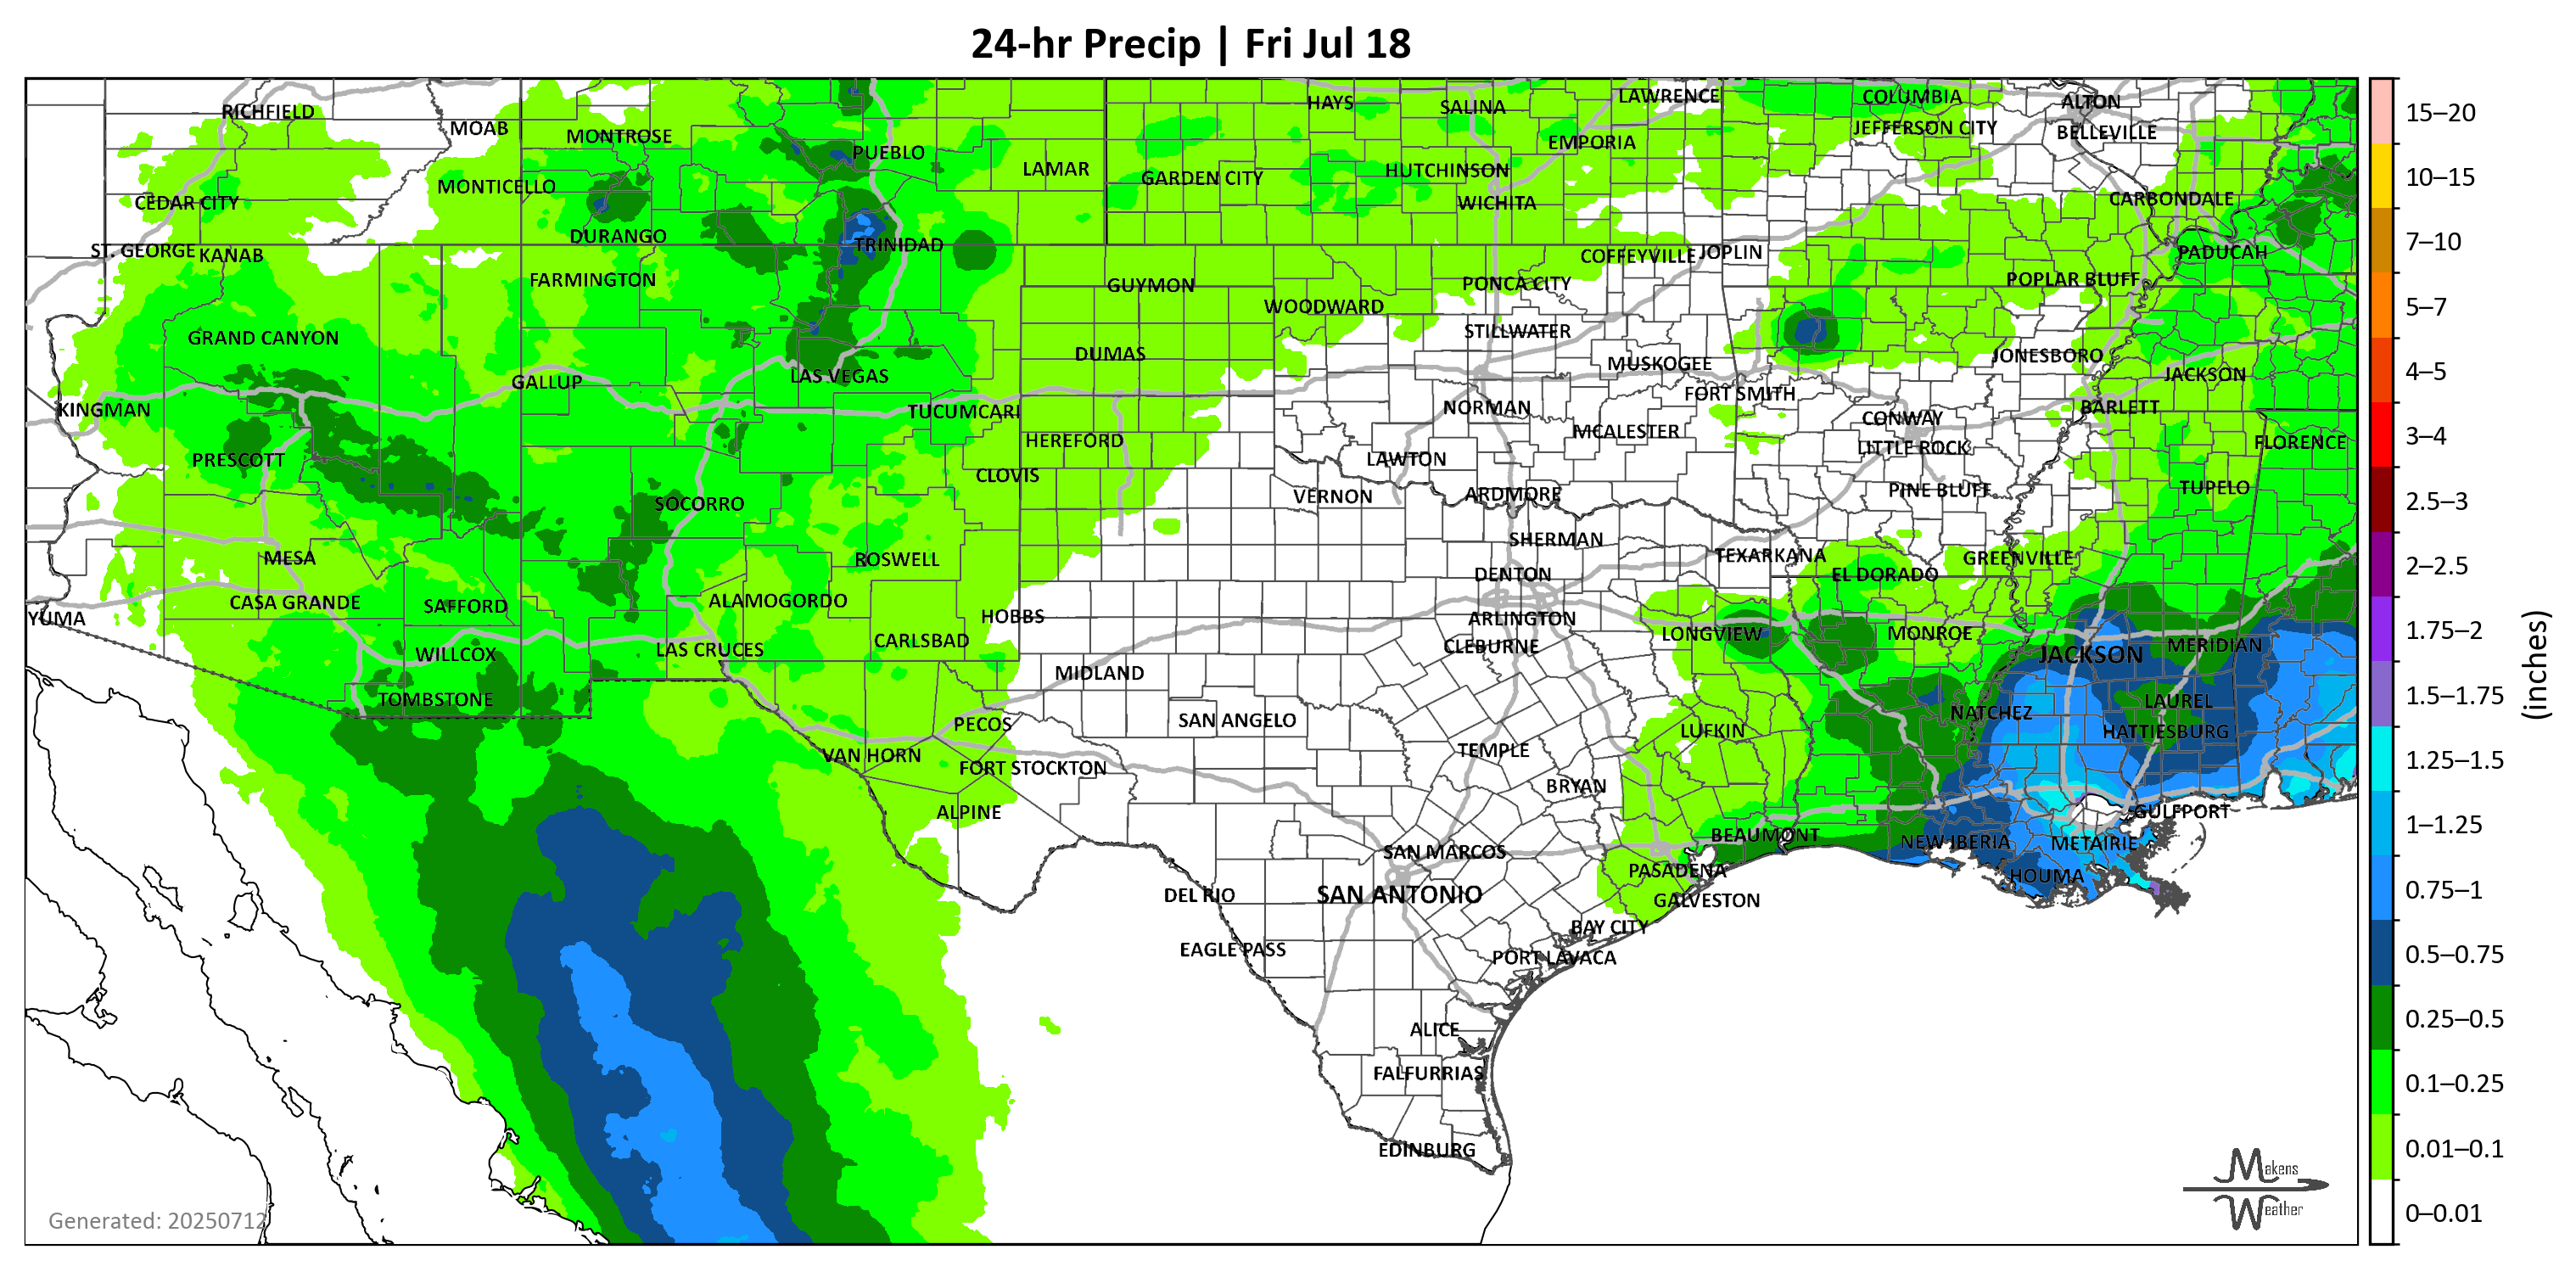 24-hr Precip | Fri Jul 18
RICHFIELD
MOAB
MONTROSE
PUEBLO
LAMAR
HAYS
SALINA
LAWRENCE
EMPORIA
COLUMBIA
JEFFERSON CITY
ALTON
BELLEVILLE
MONTICELLO
CEDAR CITY
GARDEN CITY
HUTCHINSON
WICHITA
CARBONDALE
DURANGO
TRINIDAD
ST. GEORGE
KANAB
COFFEYVILLE
JOPLIN
PADUCAH
FARMINGTON
GUYMON
PONCA CITY
POPLAR BLUFF
WOODWARD
GRAND CANYON
STILLWATER
DUMAS
MUSKOGEE
JONESBORO
JACKSON
GALLUP
LAS VEGAS
FORT SMITH
KINGMAN
TUCUMCARI
NORMAN
CONWAY
BARLETT
HEREFORD
MCALESTER
LITTLE ROCK
FLORENCE
PRESCOTT
CLOVIS
LAWTON
SOCORRO
VERNON
ARDMORE
PINE BLUFF
TUPELO
SHERMAN
MESA
ROSWELL
TEXARKANA
GREENVILLE
DENTON
EL DORADO
CASA GRANDE
SAFFORD
ALAMOGORDO
HOBBS
YUMA
ARLINGTON
CLEBURNE
LONGVIEW
MONROE
WILLCOX
LAS CRUCES
CARLSBAD
JACKSON
MERIDIAN
MIDLAND
TOMBSTONE
PECOS
SAN ANGELO
NATCHEZ
LAUREL
HATTIESBURG
LUFKIN
VAN HORN
FORT STOCKTON
TEMPLE
BRYAN
ALPINE
GULFPORT
BEAUMONT
NEW IBERIA
METAIRIE
SAN MARCOS
PASADENA
HOUMA
DEL RIO
SAN ANTONIO
GALVESTON
BAY CITY
EAGLE PASS
PORT LAVACA
ALICE
FALFURRIAS
EDINBURG
Generated: 20250712
Makens
Weather
15–20
10–15
7–10
5–7
4–5
3–4
2.5–3
2–2.5
1.75–2
1.5–1.75
1.25–1.5
1–1.25
0.75–1
0.5–0.75
0.25–0.5
0.1–0.25
0.01–0.1
0–0.01
(inches)